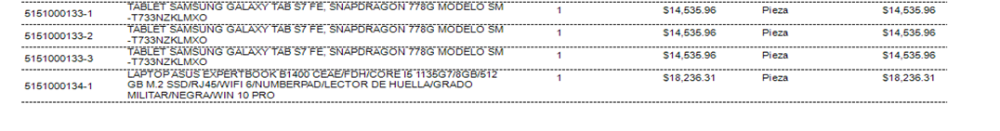 5151000133-1 TABLET SAMSUNG GALAXY TAB S7 FE, SNAPDRAGON 778G MODELO SM 1 $14,535.96 Pieza $14,535.96
-T733NZKLMXO
5151000133-2 TABLET SAMSUNG GALAXY TAB S7 FE, SNAPDRAGON 778G MODELO SM 1 $14,535.96 Pieza $14,535.96
-T733NZKLMXO
5151000133-3 TABLET SAMSUNG GALAXY TAB S7 FE, SNAPDRAGON 778G MODELO SM 1 $14,535.96 Pieza $14,535.96
-T733NZKLMXO
5151000134-1 LAPTOP ASUS EXPERTBOOK B1400 CEAE/FDH/CORE I5 1135G7/8GB/512 1 $18,236.31 Pieza $18,236.31
GB M.2 SSD/RJ45/WIFI 6/NUMBERPAD/LECTOR DE HUELLA/GRADO
MILITAR/NEGRA/WIN 10 PRO